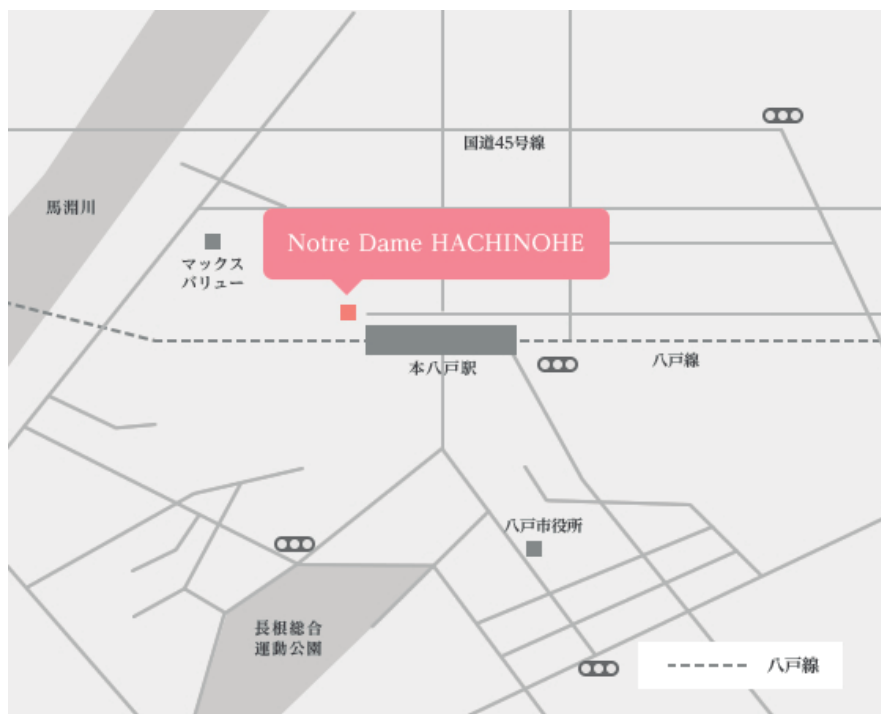 国道45号線
馬淵川
Notre Dame HACHINOHE
マックス
バリュー
本八戸駅
八戸線
八戸市役所
長根総合
運動公園
八戸線